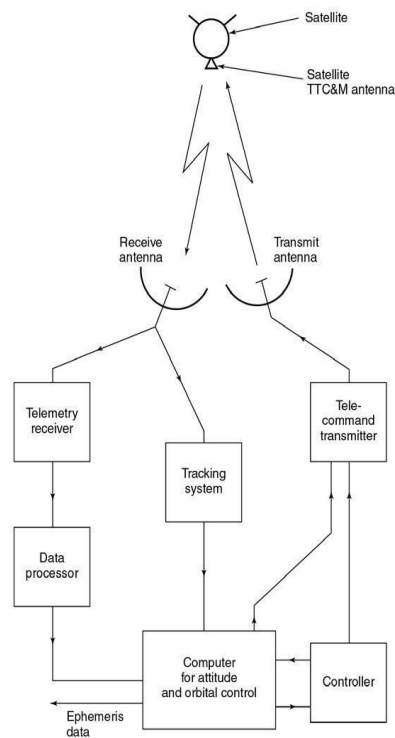 Satellite
Satellite
TTC&M antenna
Receive
antenna
Transmit
antenna
Telemetry
receiver
Tele-
command
transmitter
Tracking
system
Data
processor
Computer
for attitude
and orbital control
Controller
Ephemeris
data